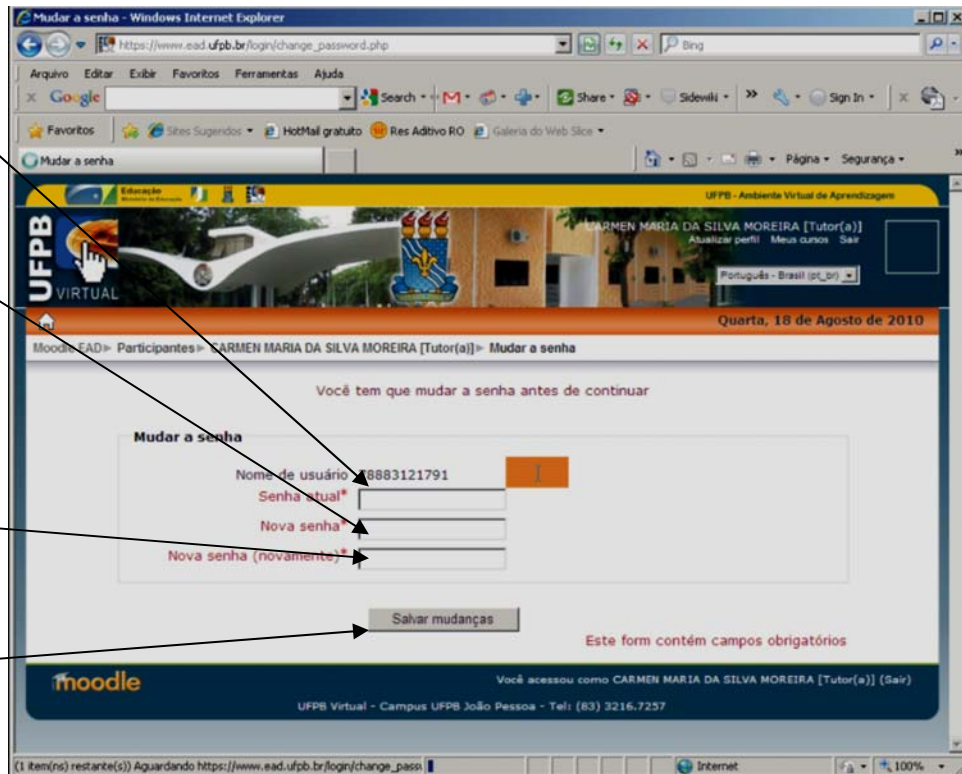 Mudar a senha - Windows Internet Explorer
https://www.ead.ufpb.br/login/change_password.php
Bing
Arquivo Editar Exibir Favoritos Ferramentas Ajuda
x Google Search Share Sidewiki » Sign In x
Favoritos Sites Sugeridos HotMail gratuito Res Aditivo RO Galeria do Web Slice
Mudar a senha Página Segurança »
Educação
Ministério da Educação
UFPB - Ambiente Virtual de Aprendizagem
UFPB
VIRTUAL
CARMEN MARIA DA SILVA MOREIRA [Tutor(a)]
Atualizar perfil Meus cursos Sair
Português - Brasil (pt_br)
Quarta, 18 de Agosto de 2010
Moodle EAD ► Participantes ► CARMEN MARIA DA SILVA MOREIRA [Tutor(a)] ► Mudar a senha
Você tem que mudar a senha antes de continuar
Mudar a senha
Nome de usuário 78883121791
Senha atual*
Nova senha*
Nova senha (novamente)*
Salvar mudanças
Este form contém campos obrigatórios
moodle
Você acessou como CARMEN MARIA DA SILVA MOREIRA [Tutor(a)] (Sair)
UFPB Virtual - Campus UFPB João Pessoa - Tel: (83) 3216.7257
(1 item(ns) restante(s)) Aguardando https://www.ead.ufpb.br/login/change_passw Internet 100%